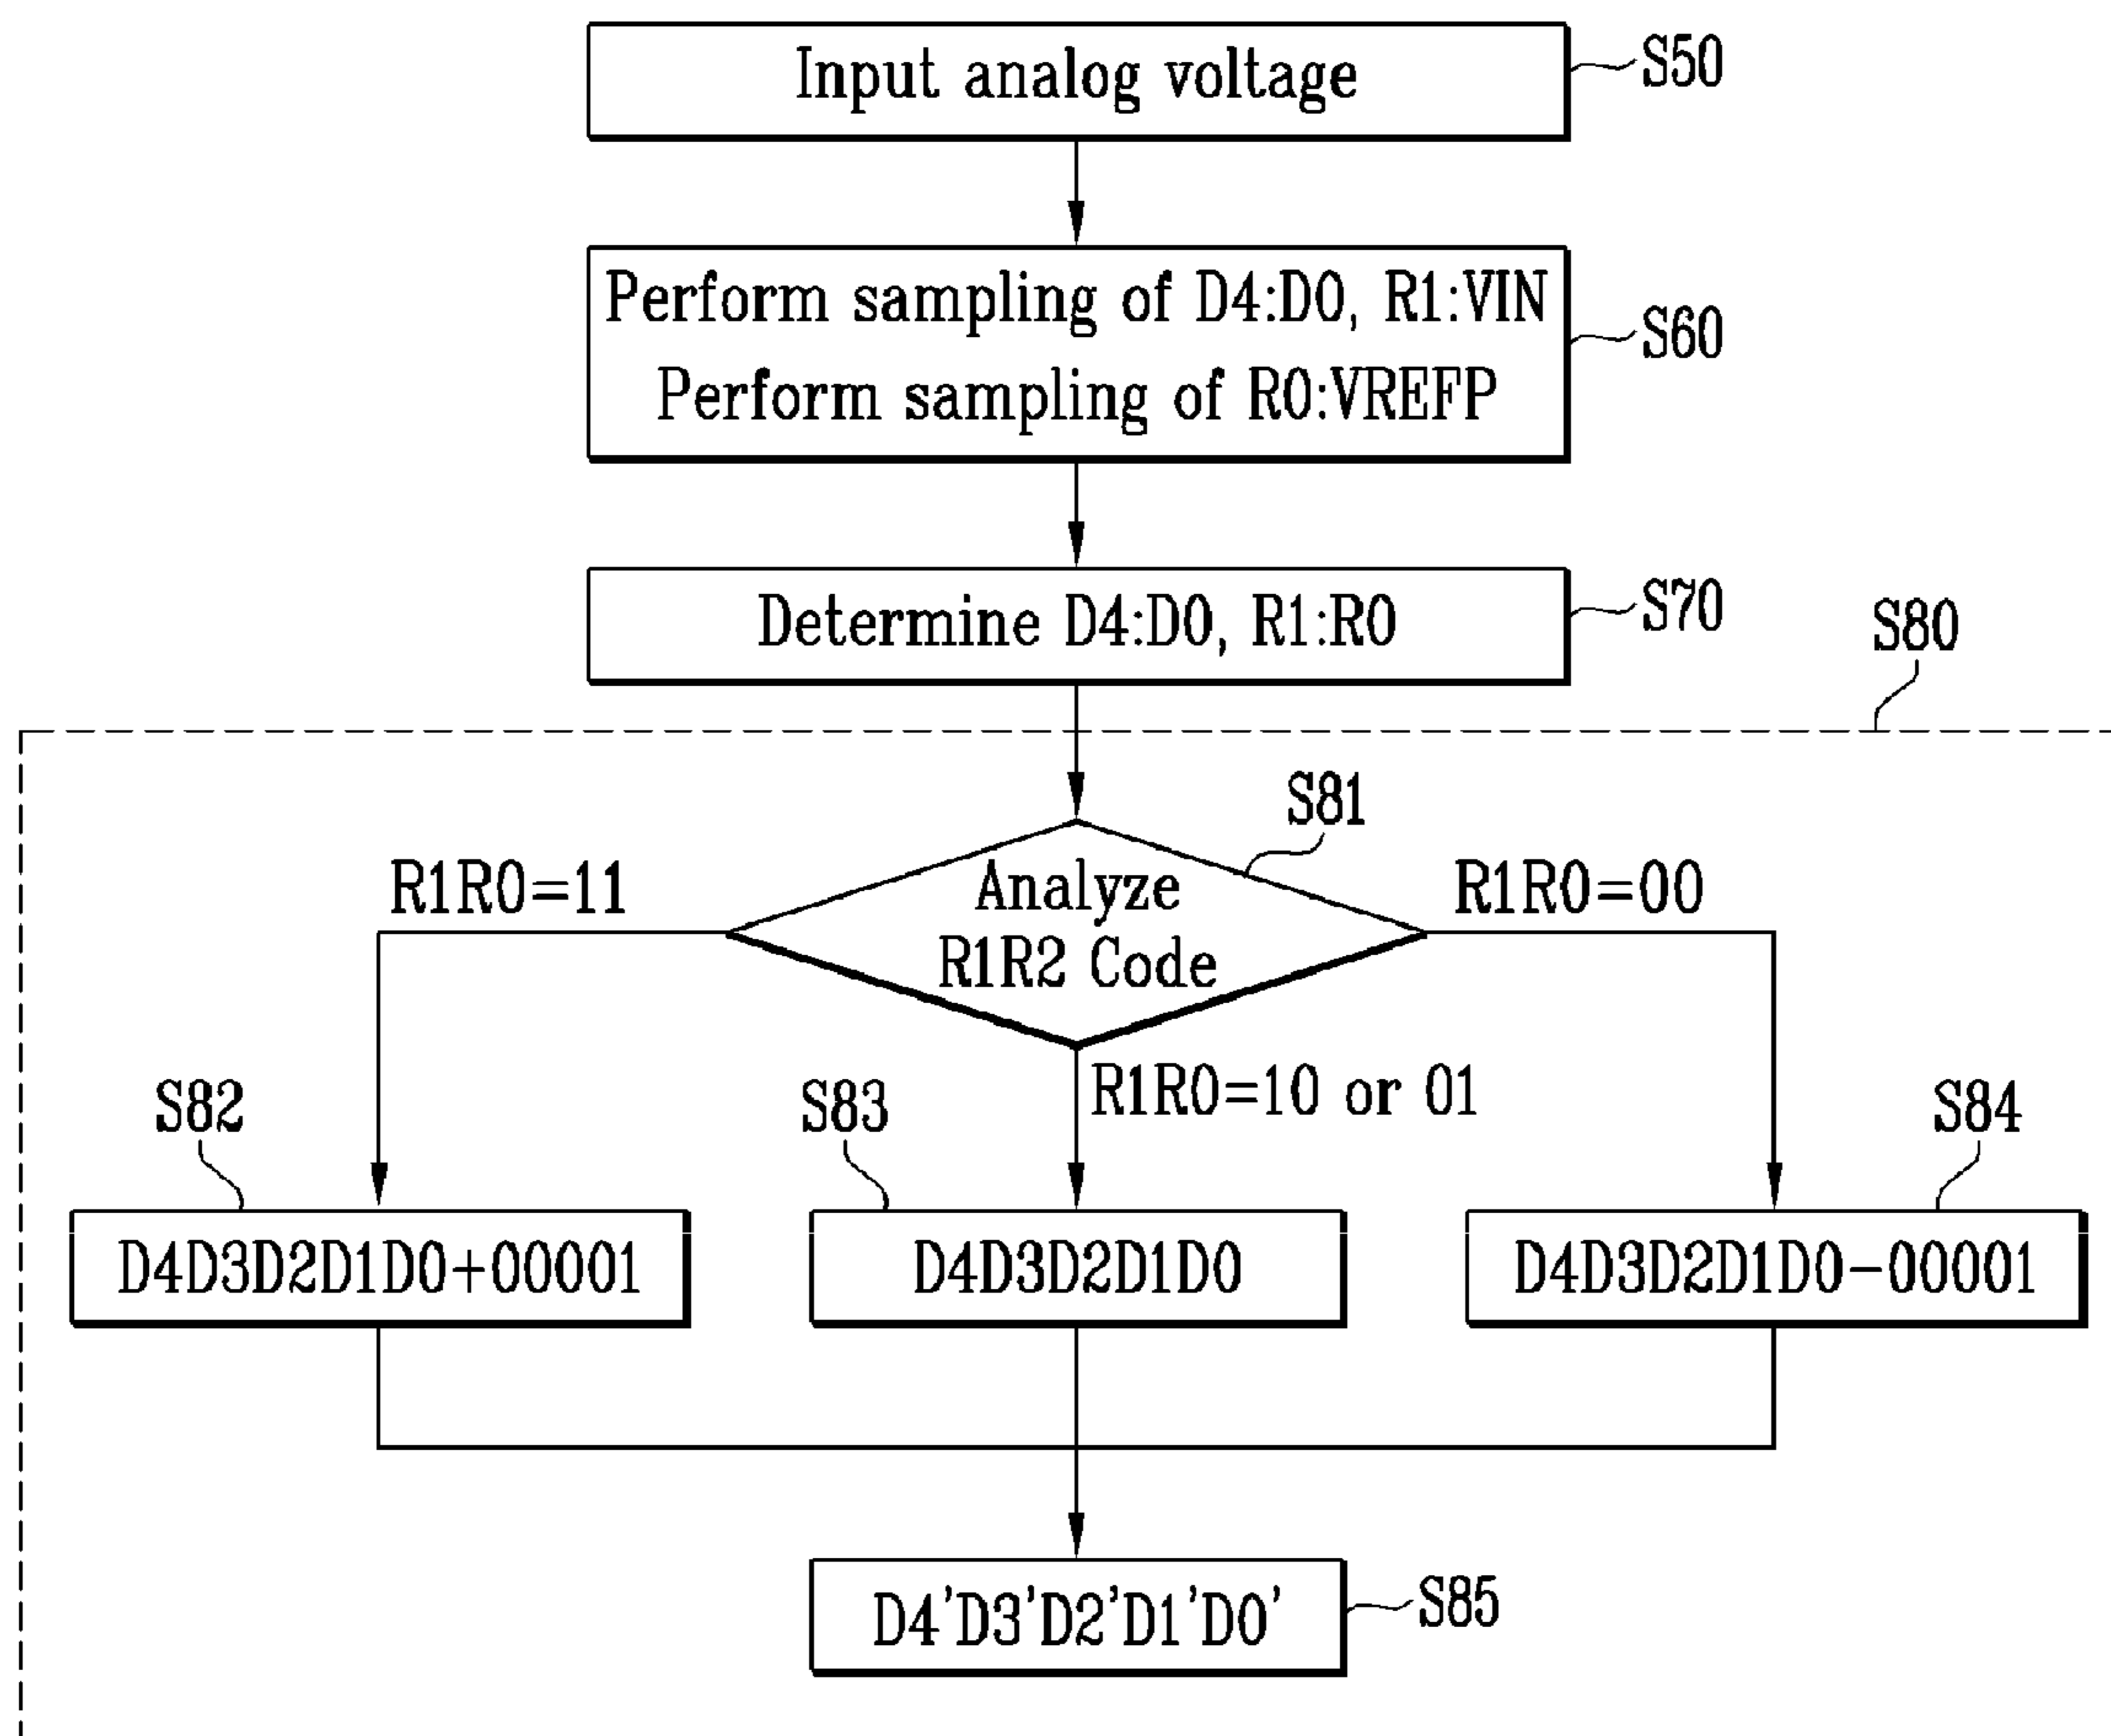 Input analog voltage
S50
Perform sampling of D4:D0, R1:VIN
Perform sampling of R0:VREFP
S60
Determine D4:D0, R1:R0
S70
S80
S81
R1R0=11
Analyze
R1R2 Code
R1R0=00
R1R0=10 or 01
S82
S83
S84
D4D3D2D1D0+00001
D4D3D2D1D0
D4D3D2D1D0-00001
D4'D3'D2'D1'D0'
S85